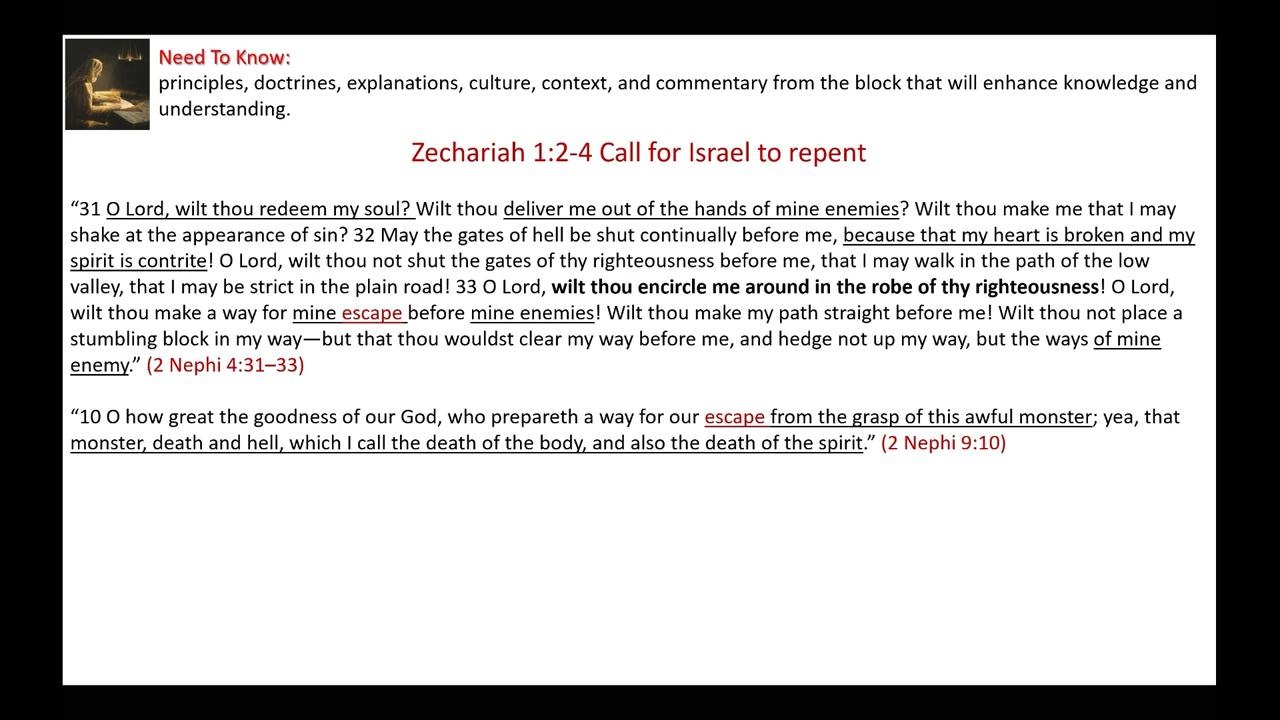 Need To Know:
principles, doctrines, explanations, culture, context, and commentary from the block that will enhance knowledge and
understanding.
Zechariah 1:2-4 Call for Israel to repent
“31 O Lord, wilt thou redeem my soul? Wilt thou deliver me out of the hands of mine enemies? Wilt thou make me that I may
shake at the appearance of sin? 32 May the gates of hell be shut continually before me, because that my heart is broken and my
spirit is contrite! O Lord, wilt thou not shut the gates of thy righteousness before me, that I may walk in the path of the low
valley, that I may be strict in the plain road! 33 O Lord, wilt thou encircle me around in the robe of thy righteousness! O Lord,
wilt thou make a way for mine escape before mine enemies! Wilt thou make my path straight before me! Wilt thou not place a
stumbling block in my way—but that thou wouldst clear my way before me, and hedge not up my way, but the ways of mine
enemy.” (2 Nephi 4:31–33)
“10 O how great the goodness of our God, who prepareth a way for our escape from the grasp of this awful monster; yea, that
monster, death and hell, which I call the death of the body, and also the death of the spirit.” (2 Nephi 9:10)